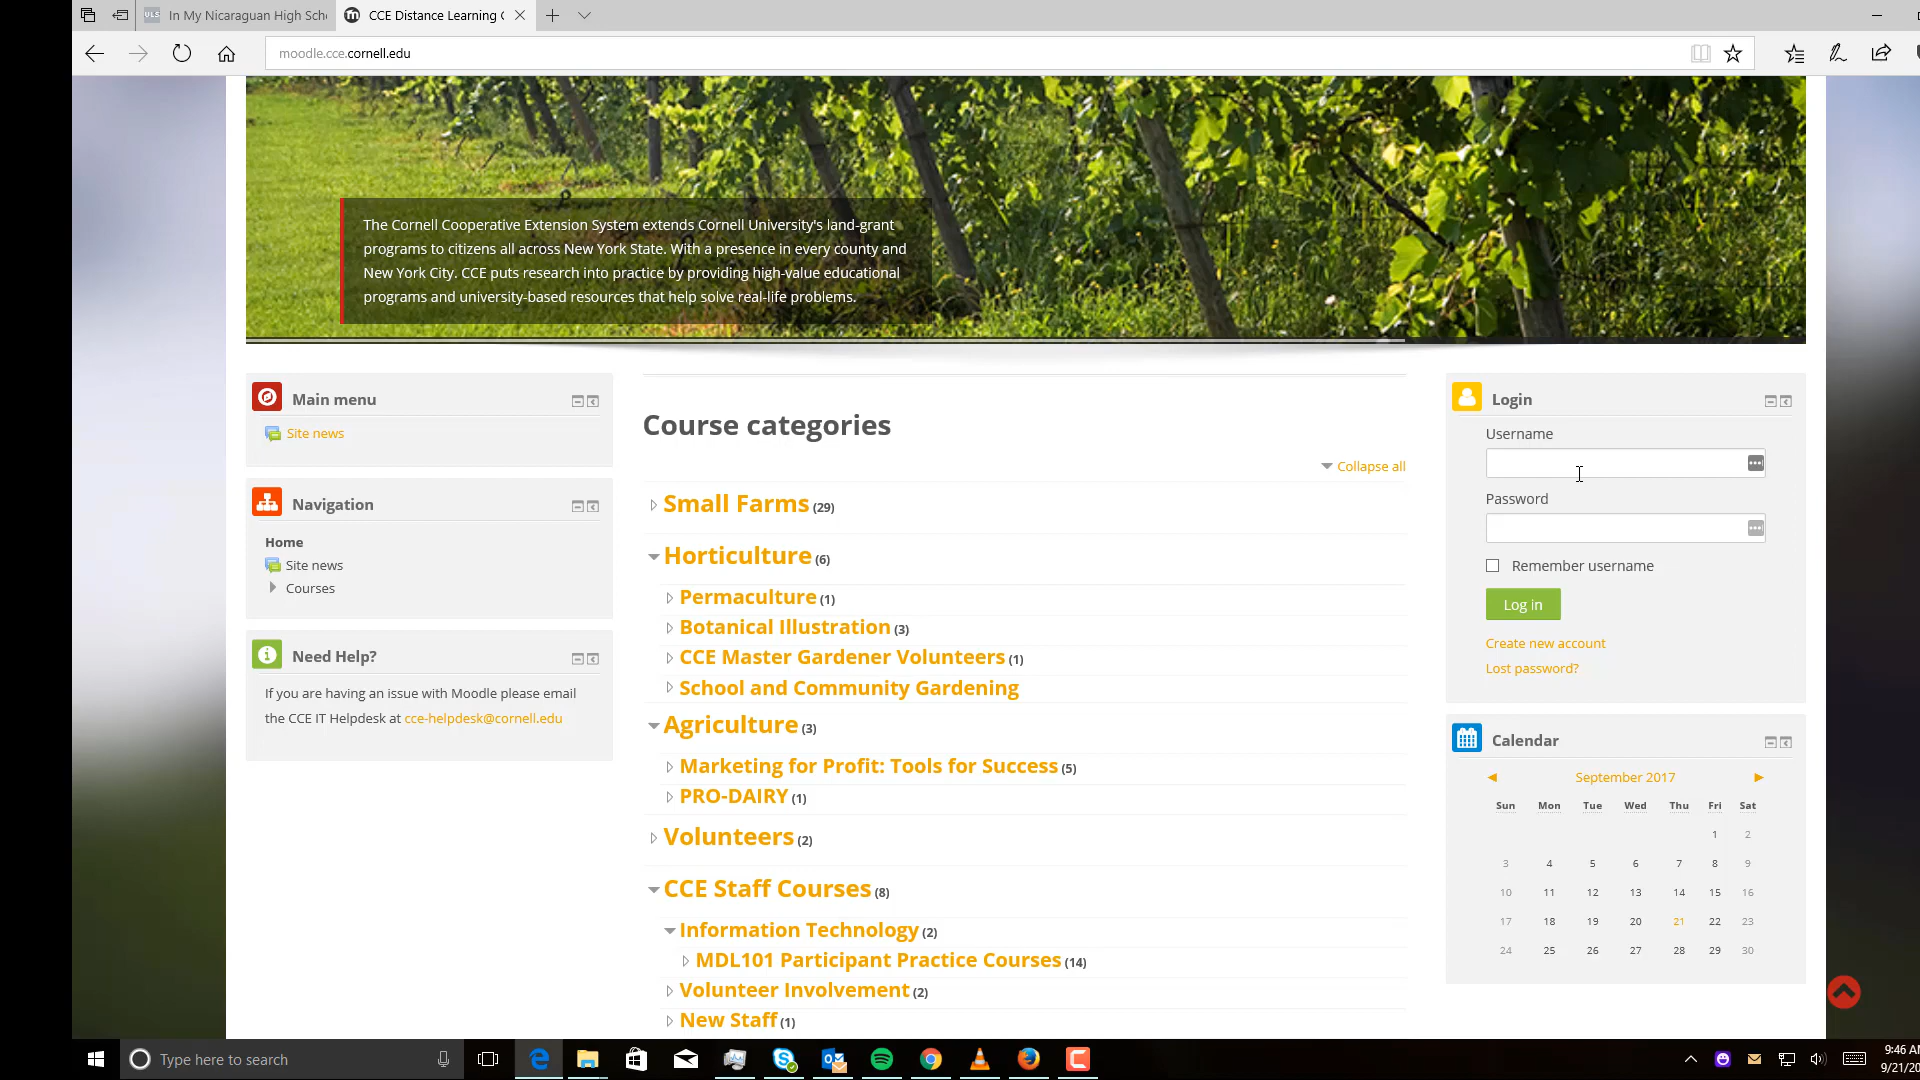 In My Nicaraguan High Sch
CCE Distance Learning
moodle.cce.cornell.edu
The Cornell Cooperative Extension System extends Cornell University's land-grant
programs to citizens all across New York State. With a presence in every county and
New York City. CCE puts research into practice by providing high-value educational
programs and university-based resources that help solve real-life problems.
Main menu
Site news
Navigation
Home
Site news
Courses
Need Help?
If you are having an issue with Moodle please email
the CCE IT Helpdesk at cce-helpdesk@cornell.edu
Course categories
Collapse all
Small Farms (29)
Horticulture (6)
Permaculture (1)
Botanical Illustration (3)
CCE Master Gardener Volunteers (1)
School and Community Gardening
Agriculture (3)
Marketing for Profit: Tools for Success (5)
PRO-DAIRY (1)
Volunteers (2)
CCE Staff Courses (8)
Information Technology (2)
MDL101 Participant Practice Courses (14)
Volunteer Involvement (2)
New Staff (1)
Login
Username
Password
Remember username
Log in
Create new account
Lost password?
Calendar
September 2017
Sun Mon Tue Wed Thu Fri Sat
1 2
3 4 5 6 7 8 9
10 11 12 13 14 15 16
17 18 19 20 21 22 23
24 25 26 27 28 29 30
Type here to search
9:46 AM
9/21/20